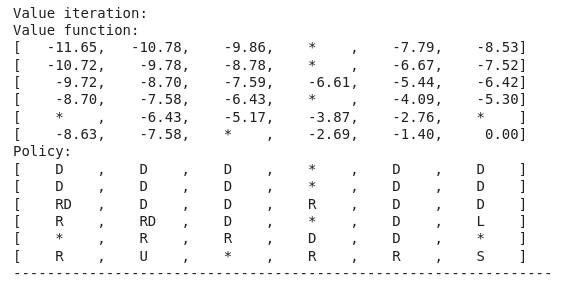 Value iteration:
Value function:
[   -11.65,   -10.78,    -9.86,    *    ,    -7.79,    -8.53]
[   -10.72,    -9.78,    -8.78,    *    ,    -6.67,    -7.52]
[    -9.72,    -8.70,    -7.59,    -6.61,    -5.44,    -6.42]
[    -8.70,    -7.58,    -6.43,    *    ,    -4.09,    -5.30]
[    *    ,    -6.43,    -5.17,    -3.87,    -2.76,    *    ]
[    -8.63,    -7.58,    *    ,    -2.69,    -1.40,     0.00]
Policy:
[    D    ,    D    ,    D    ,    *    ,    D    ,    D    ]
[    D    ,    D    ,    D    ,    *    ,    D    ,    D    ]
[    RD   ,    D    ,    D    ,    R    ,    D    ,    D    ]
[    R    ,    RD   ,    D    ,    *    ,    D    ,    L    ]
[    *    ,    R    ,    R    ,    D    ,    D    ,    *    ]
[    R    ,    U    ,    *    ,    R    ,    R    ,    S    ]
----------------------------------------------------------------